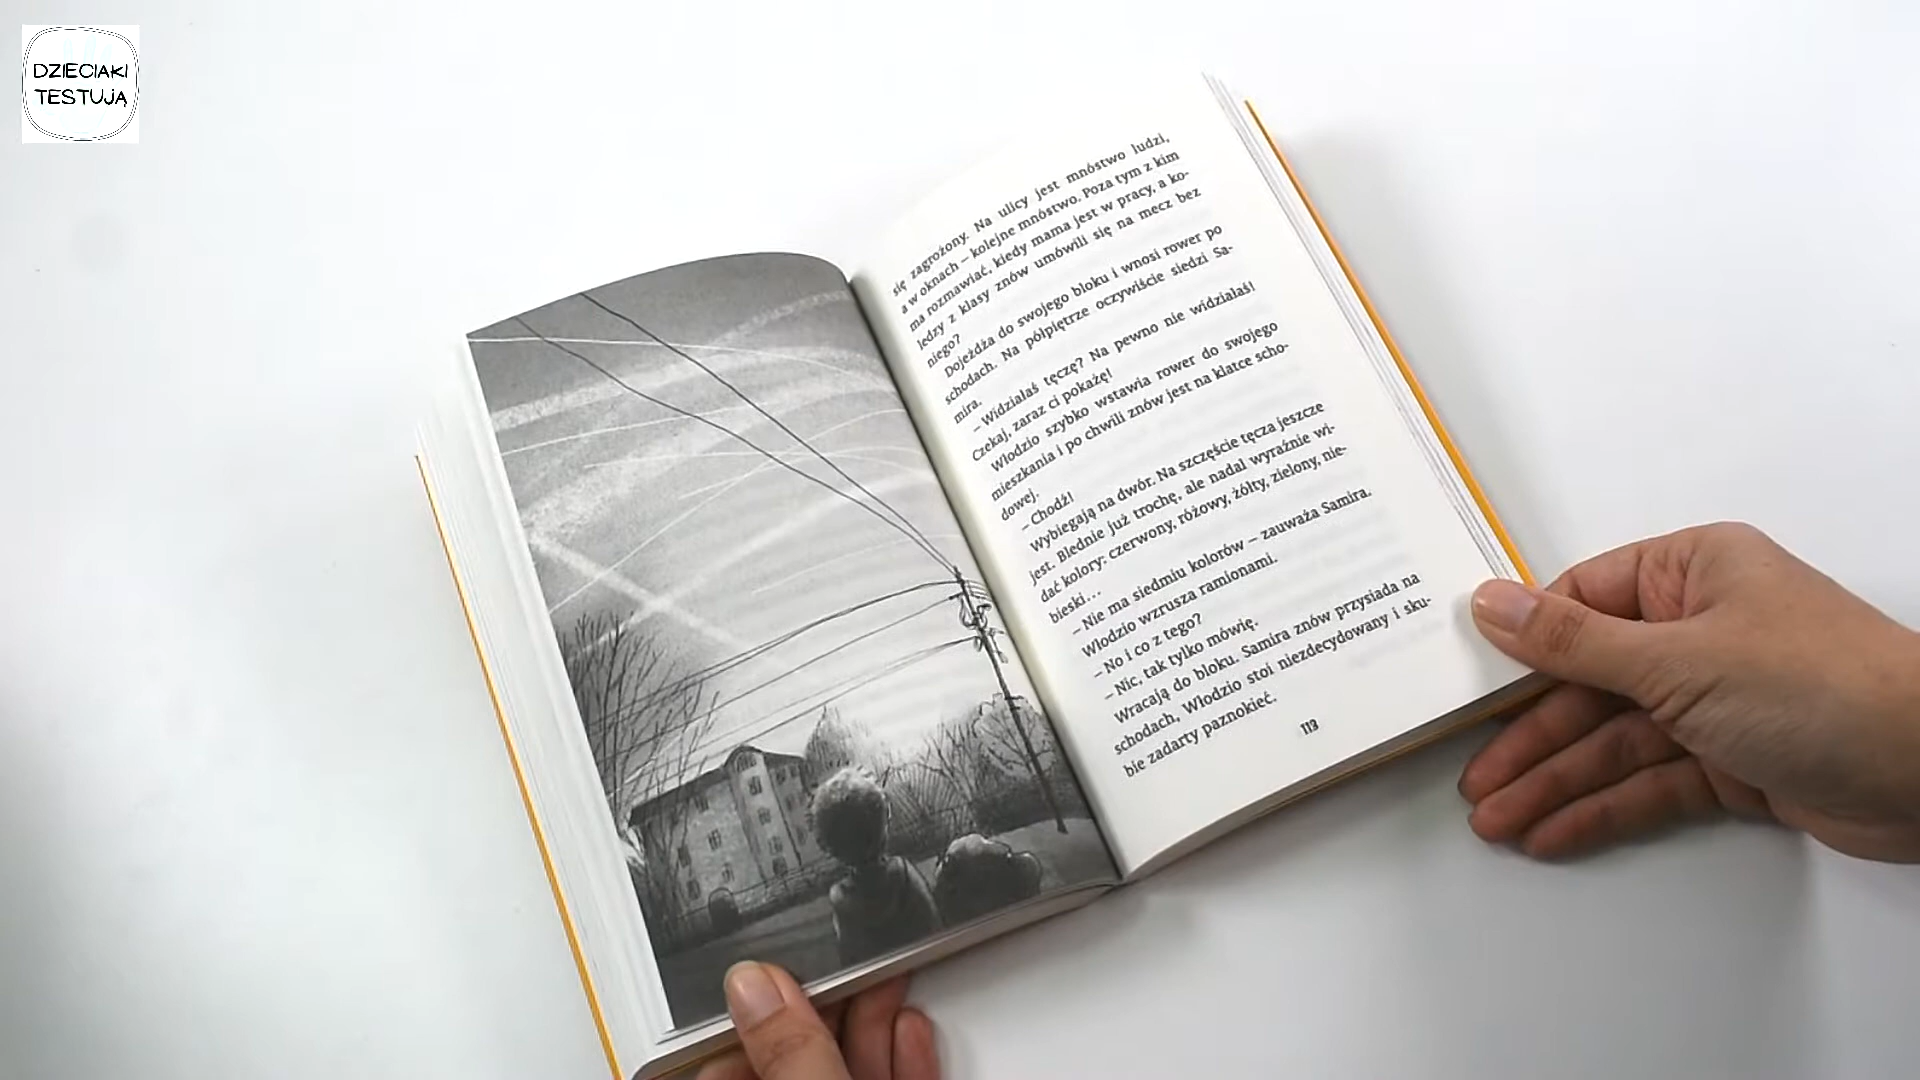 DZIECIAKI
TESTUJĄ
się zagrożony. Na ulicy jest mnóstwo ludzi,
a w oknach – kolejne mnóstwo. Poza tym z kim
ma rozmawiać, kiedy mama jest w pracy, a ko-
ledzy z klasy znów umówili się na mecz bez
niego?
Dojeżdża do swojego bloku i wnosi rower po
schodach. Na półpiętrze oczywiście siedzi Sa-
mira.
– Widziałaś tęczę? Na pewno nie widziałaś!
Czekaj, zaraz ci pokażę!
Włodzio szybko wstawia rower do swojego
mieszkania i po chwili znów jest na klatce scho-
dowej.
– Chodź!
Wybiegają na dwór. Na szczęście tęcza jeszcze
jest. Blednie już trochę, ale nadal wyraźnie wi-
dać kolory: czerwony, różowy, żółty, zielony, nie-
bieski…
– Nie ma siedmiu kolorów – zauważa Samira.
Włodzio wzrusza ramionami.
– No i co z tego?
– Nic, tak tylko mówię.
Wracają do bloku. Samira znów przysiada na
schodach, Włodzio stoi niezdecydowany i sku-
bie zadarty paznokieć.
113